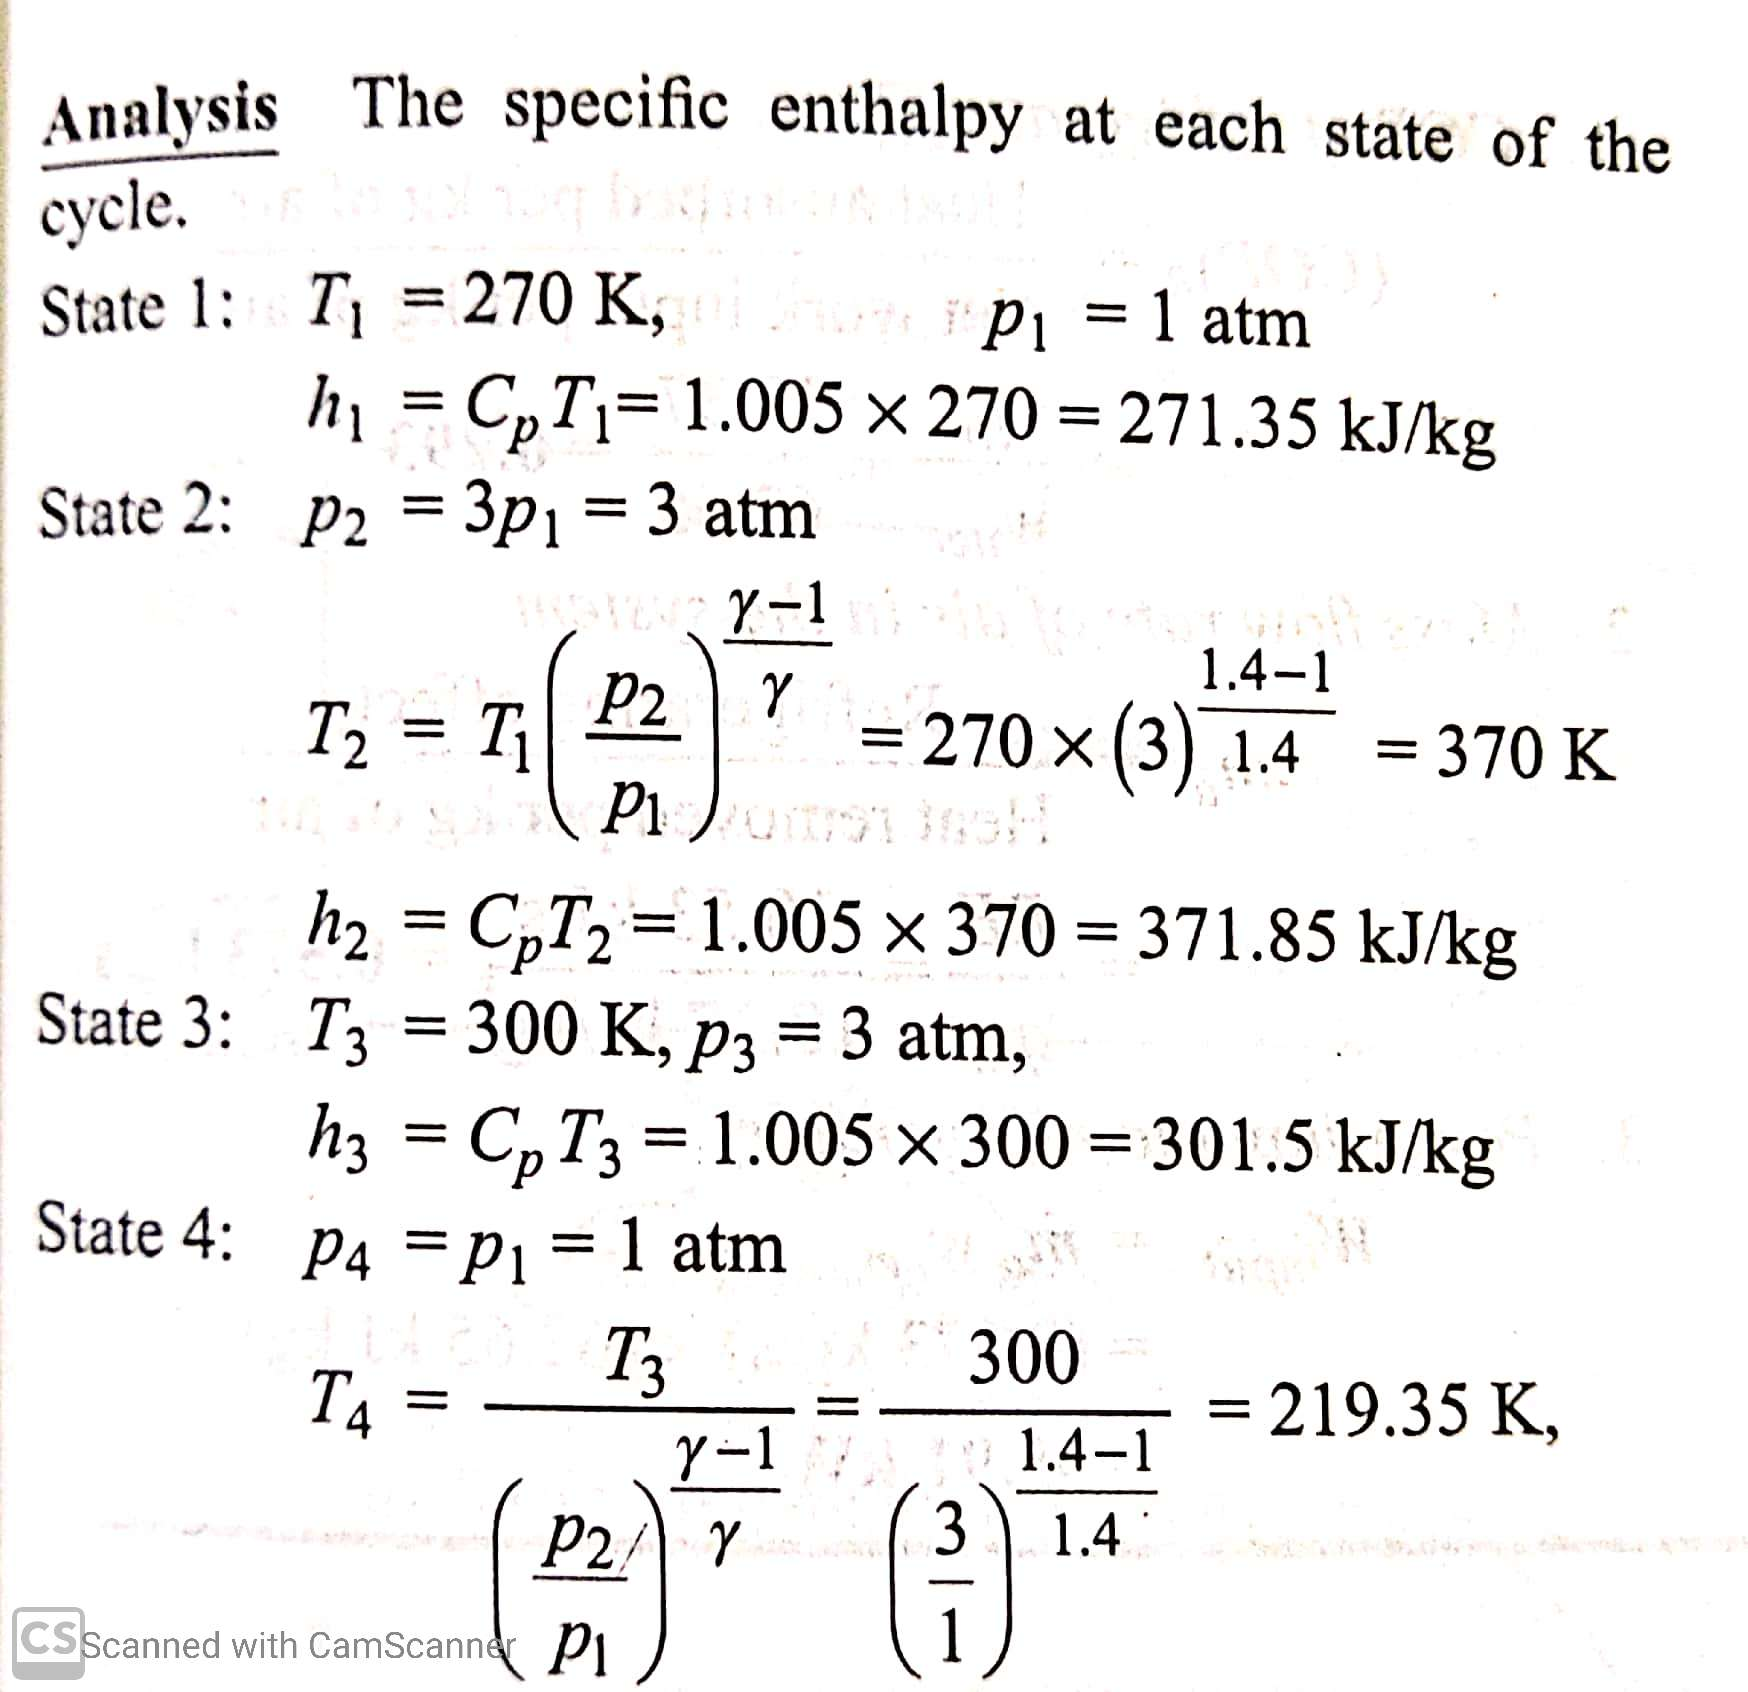 Analysis The specific enthalpy at each state of the
cycle.
State 1: T₁ = 270 K, p₁ = 1 atm
h₁ = CₚT₁ = 1.005 × 270 = 271.35 kJ/kg
State 2: p₂ = 3p₁ = 3 atm
T₂ = T₁(p₂/p₁)^((γ−1)/γ) = 270 × (3)^((1.4−1)/1.4) = 370 K
h₂ = CₚT₂ = 1.005 × 370 = 371.85 kJ/kg
State 3: T₃ = 300 K, p₃ = 3 atm,
h₃ = CₚT₃ = 1.005 × 300 = 301.5 kJ/kg
State 4: p₄ = p₁ = 1 atm
T₄ = T₃/(p₂/p₁)^((γ−1)/γ) = 300/(3/1)^((1.4−1)/1.4) = 219.35 K,
CS Scanned with CamScanner